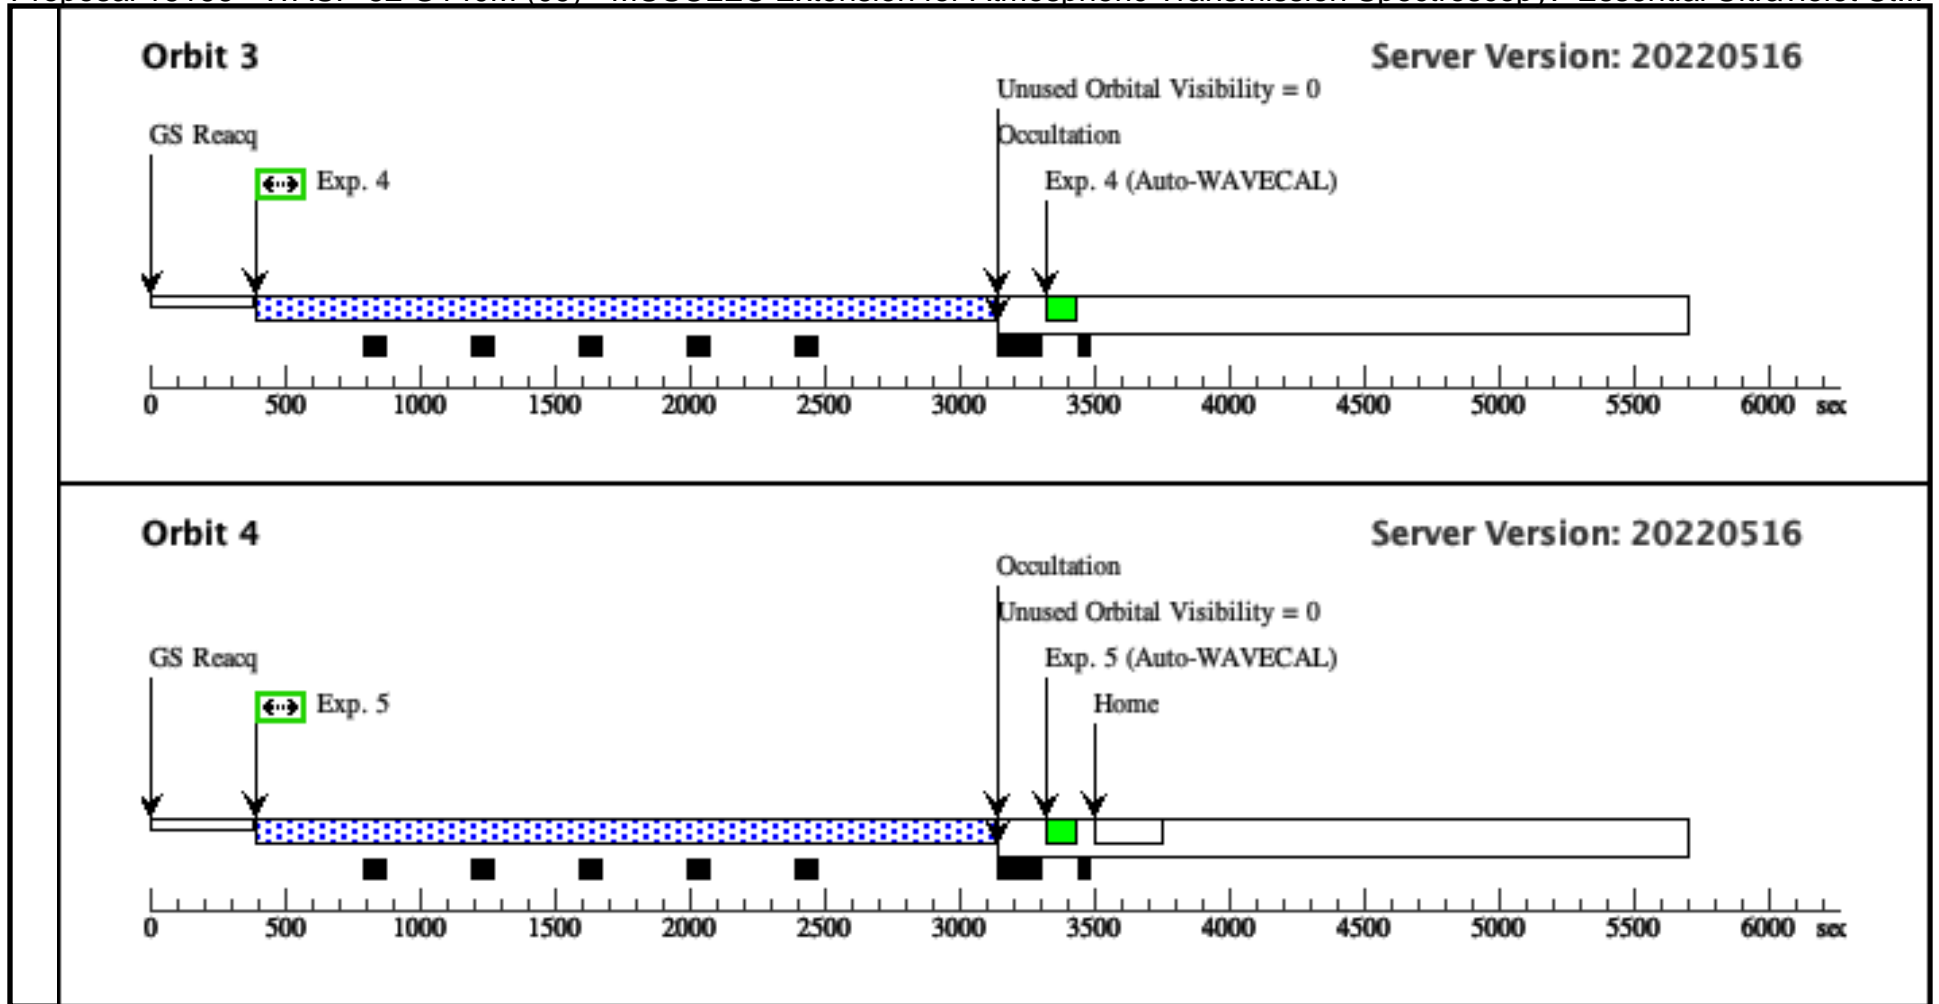 Orbit 3
Server Version: 20220516
Unused Orbital Visibility = 0
GS Reacq
Occultation
Exp. 4
Exp. 4 (Auto-WAVECAL)
0 500 1000 1500 2000 2500 3000 3500 4000 4500 5000 5500 6000 sec
Orbit 4
Server Version: 20220516
Occultation
Unused Orbital Visibility = 0
GS Reacq
Exp. 5 (Auto-WAVECAL)
Exp. 5
Home
0 500 1000 1500 2000 2500 3000 3500 4000 4500 5000 5500 6000 sec